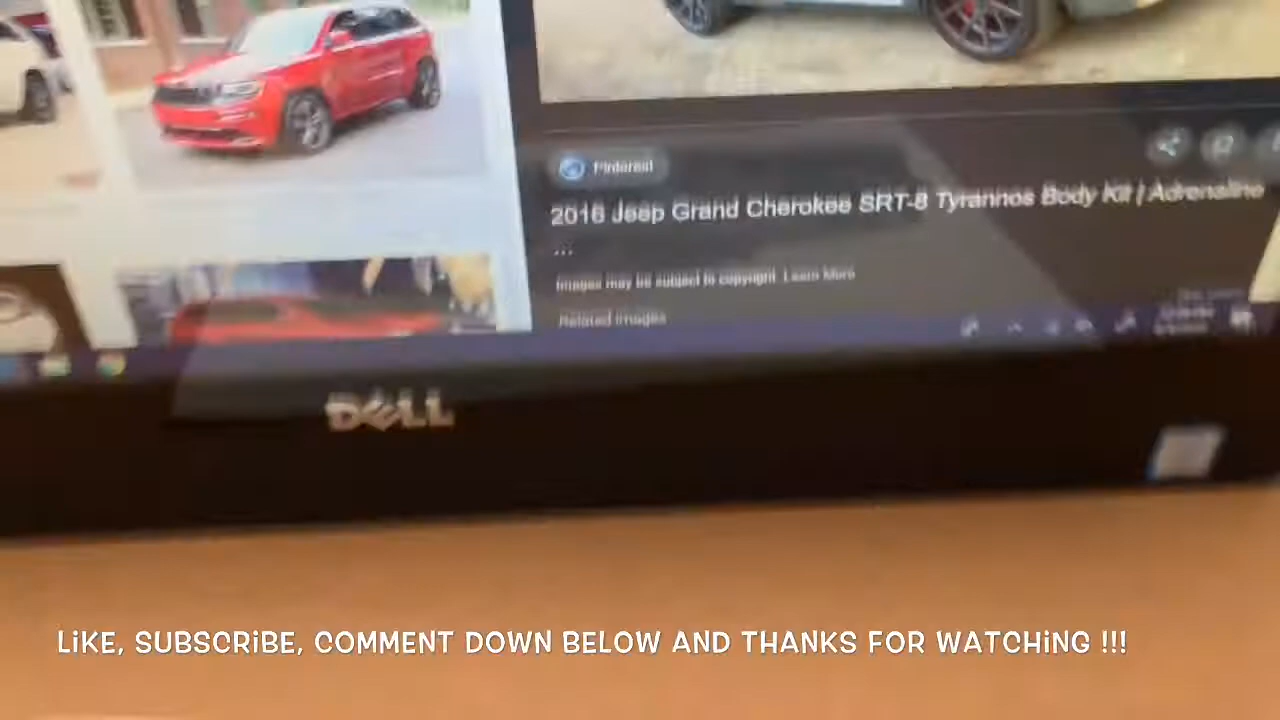 Pinterest
2016 Jeep Grand Cherokee SRT-8 Tyrannos Body Kit | Adrenaline
...
Images may be subject to copyright. Learn More
Related images
DELL
LiKE, SUBSCRiBE, COMMENT DOWN BELOW AND THANKS FOR WATCHiNG !!!